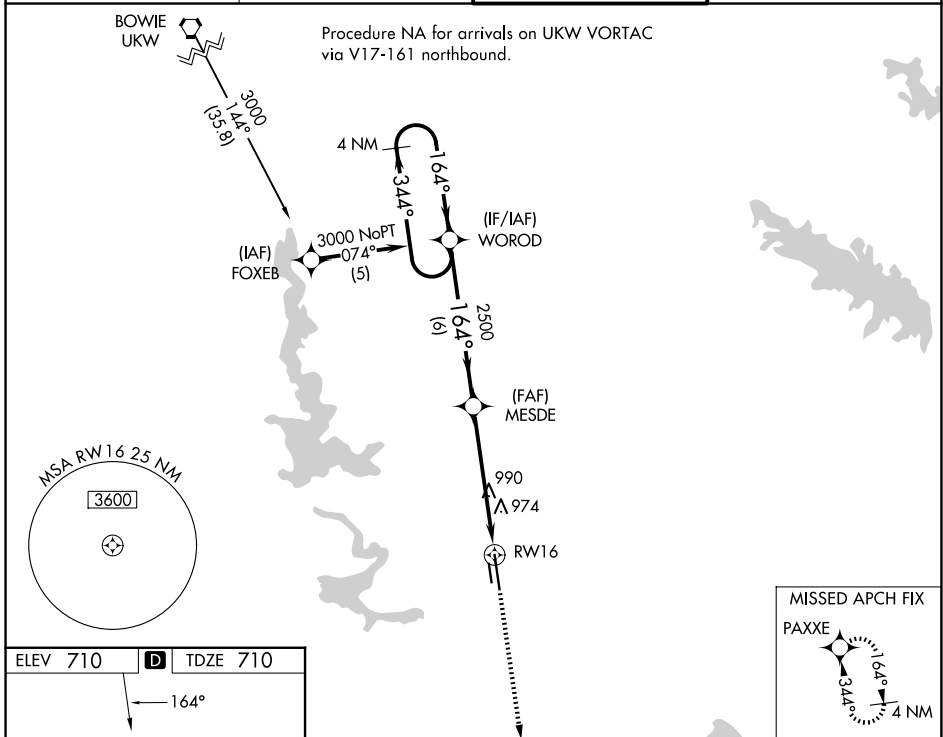 BOWIE
UKW
Procedure NA for arrivals on UKW VORTAC
via V17-161 northbound.
3000
144°
(35.8)
4 NM
164°
344°
(IF/IAF)
WOROD
(IAF)
FOXEB
3000 NoPT
074°
(5)
2500
164°
(6)
(FAF)
MESDE
MSA RW16 25 NM
3600
990
974
RW16
MISSED APCH FIX
PAXXE
164°
344°
4 NM
ELEV 710
D
TDZE 710
164°